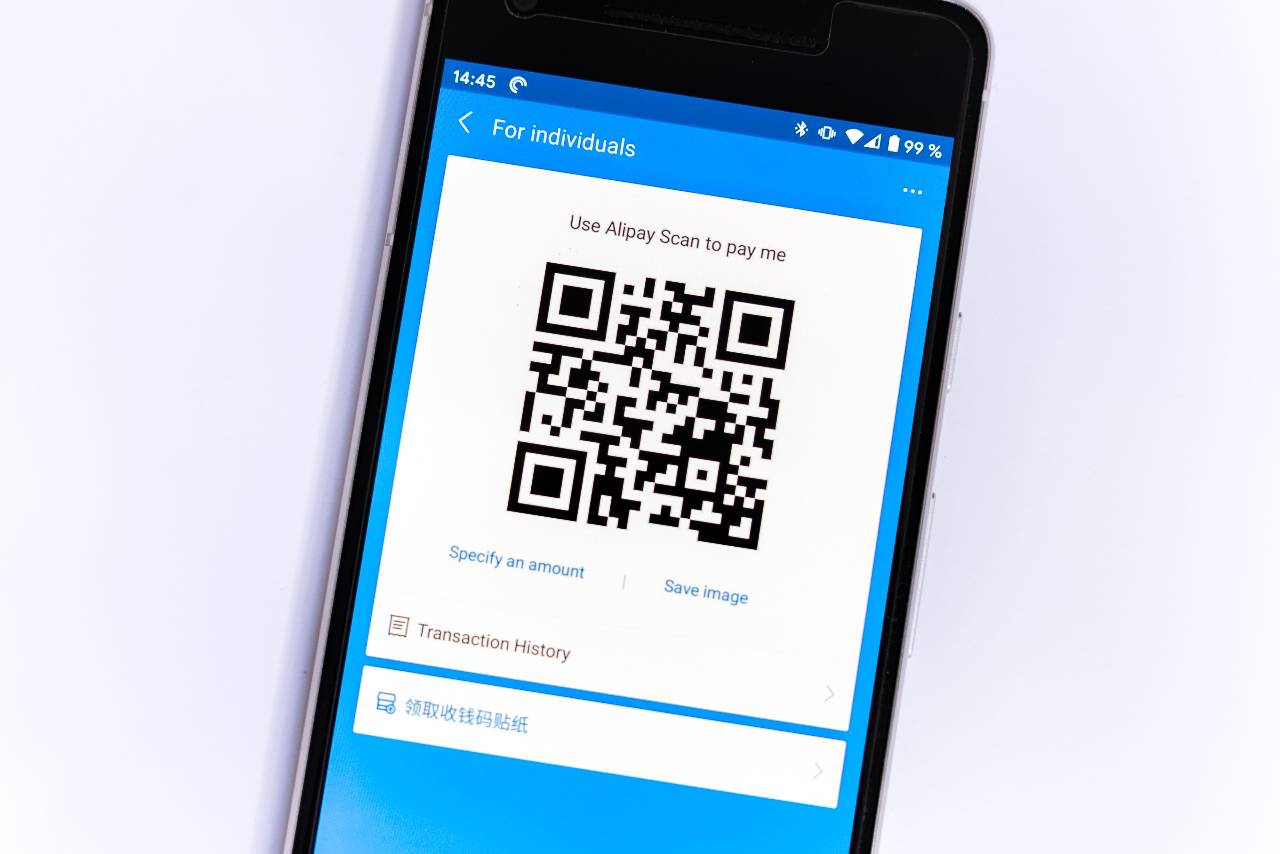 14:45
99 %
For individuals
Use Alipay Scan to pay me
Specify an amount | Save image
Transaction History
领取收钱码贴纸